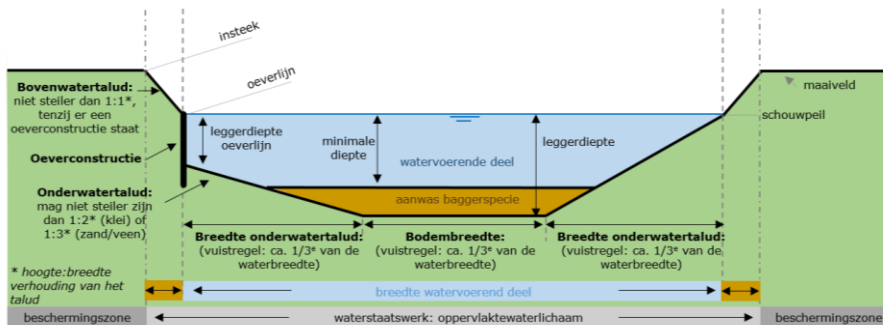 insteek
oeverlijn
Bovenwatertalud:
niet steiler dan 1:1*,
tenzij er een
oeverconstructie staat
maaiveld
schouwpeil
leggerdiepte
oeverlijn
minimale
diepte
leggerdiepte
watervoerende deel
Oeverconstructie
Onderwatertalud:
mag niet steiler zijn
dan 1:2* (klei) of
1:3* (zand/veen)
aanwas baggerspecie
Breedte onderwatertalud:
(vuistregel: ca. 1/3ᵉ van de
waterbreedte)
Bodembreedte:
(vuistregel: ca. 1/3ᵉ van de
waterbreedte)
Breedte onderwatertalud:
(vuistregel: ca. 1/3ᵉ van de
waterbreedte)
* hoogte:breedte
verhouding van het
talud
breedte watervoerend deel
beschermingszone
waterstaatswerk: oppervlaktewaterlichaam
beschermingszone